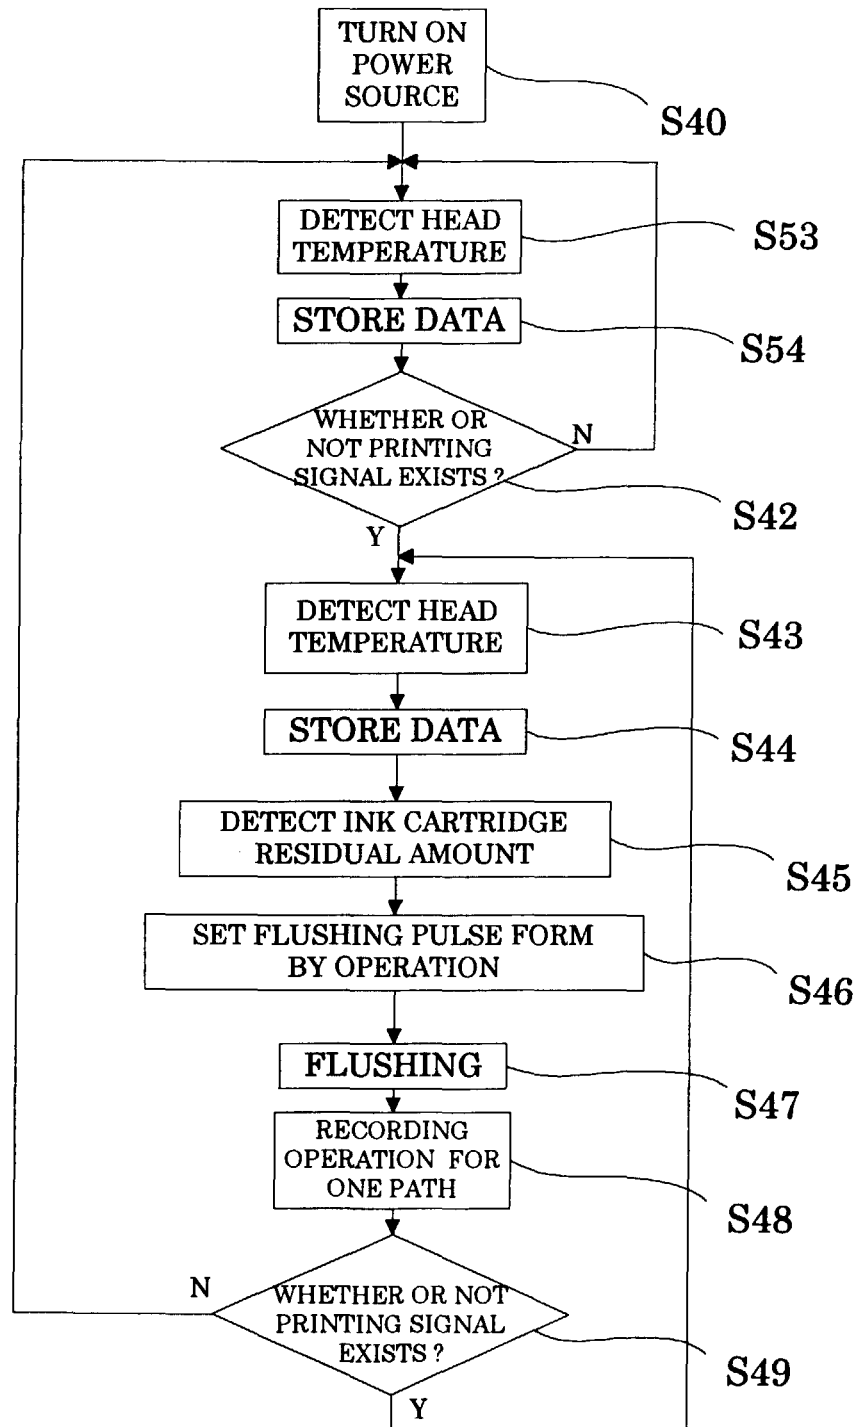 TURN ON
POWER
SOURCE
S40
DETECT HEAD
TEMPERATURE
S53
STORE DATA
S54
WHETHER OR
NOT PRINTING
SIGNAL EXISTS ?
N
S42
Y
DETECT HEAD
TEMPERATURE
S43
STORE DATA
S44
DETECT INK CARTRIDGE
RESIDUAL AMOUNT
S45
SET FLUSHING PULSE FORM
BY OPERATION
S46
FLUSHING
S47
RECORDING
OPERATION FOR
ONE PATH
S48
N
WHETHER OR NOT
PRINTING SIGNAL
EXISTS ?
S49
Y